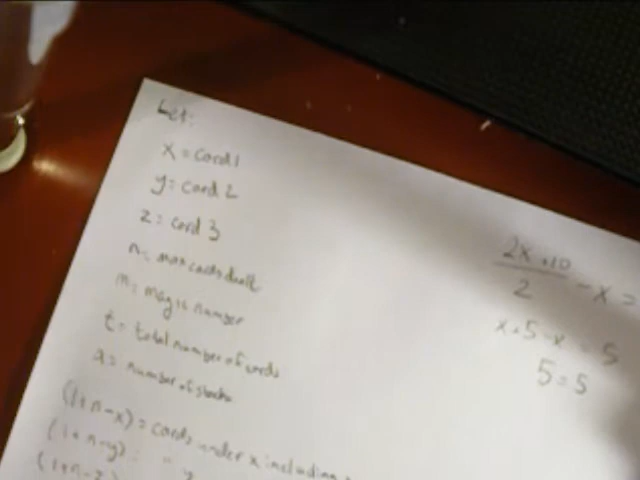 Let:
x = card 1
y = card 2
z = card 3
n = max cards dealt
m = magic number
t = total number of cards
a = number of stacks
(1+n-x) = cards under x including
(1+n-y) = " y
(1+n-z)
2x+10
2 -x =
x+5-x = 5
5=5